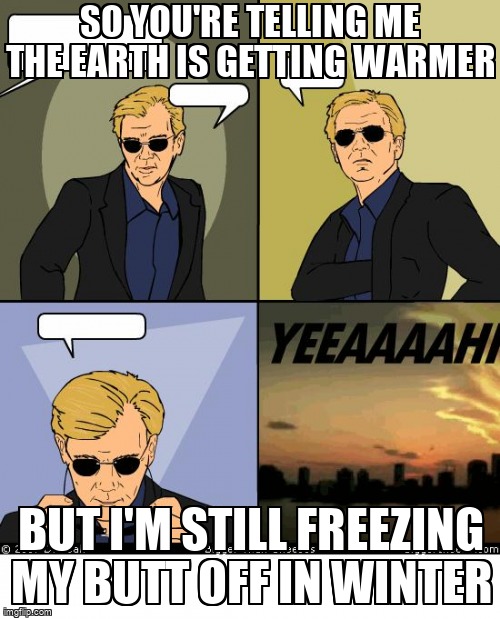 SO YOU'RE TELLING ME
THE EARTH IS GETTING WARMER
YEEAAAAH
BUT I'M STILL FREEZING
MY BUTT OFF IN WINTER
imgflip.com